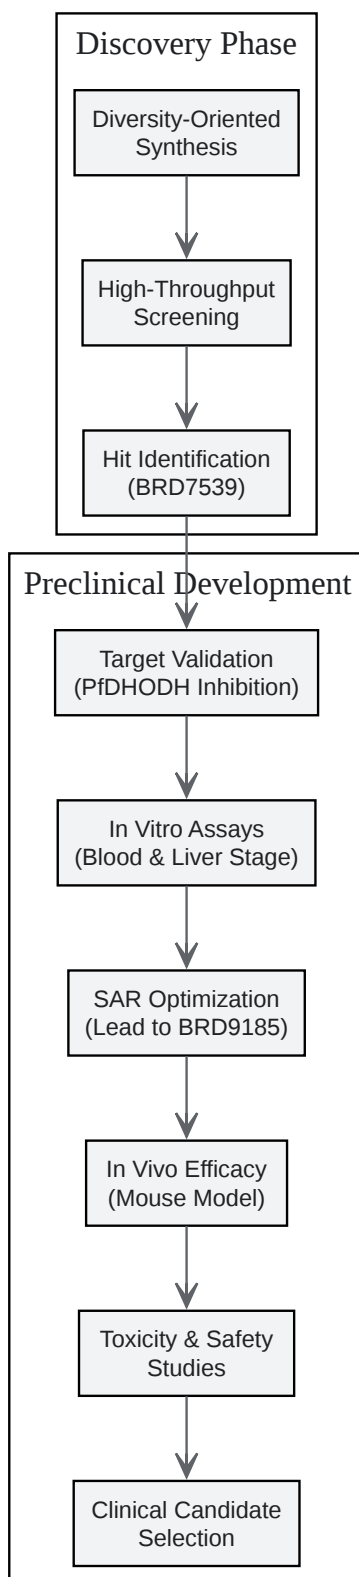 Discovery Phase
Diversity-Oriented
Synthesis
High-Throughput
Screening
Hit Identification
(BRD7539)
Preclinical Development
Target Validation
(PfDHODH Inhibition)
In Vitro Assays
(Blood & Liver Stage)
SAR Optimization
(Lead to BRD9185)
In Vivo Efficacy
(Mouse Model)
Toxicity & Safety
Studies
Clinical Candidate
Selection